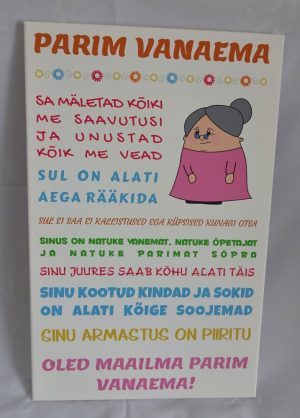 PARIM VANAEMA
SA MÄLETAD KÕIKI
ME SAAVUTUSI
JA UNUSTAD
KÕIK ME VEAD
SUL ON ALATI
AEGA RÄÄKIDA
SUL EI SAA EI KALLISTUSED EGA KÜPSISED KUNAGI OTSA
SINUS ON NATUKE VANEMAT, NATUKE ÕPETAJAT
JA NATUKE PARIMAT SÕPRA
SINU JUURES SAAB KÕHU ALATI TÄIS
SINU KOOTUD KINDAD JA SOKID
ON ALATI KÕIGE SOOJEMAD
SINU ARMASTUS ON PIIRITU
OLED MAAILMA PARIM
VANAEMA!